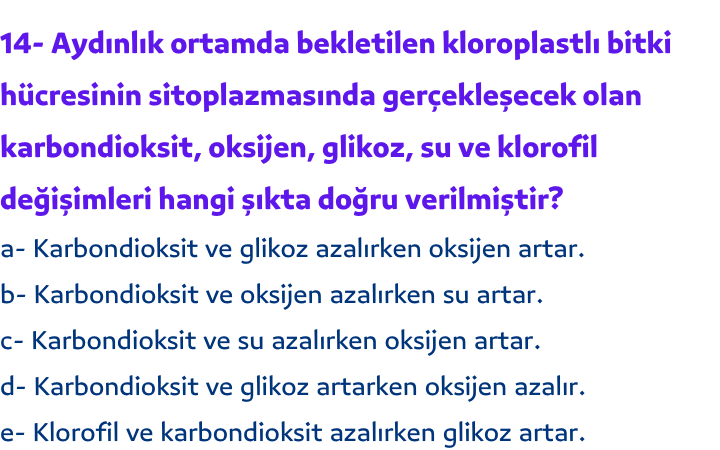 14- Aydınlık ortamda bekletilen kloroplastlı bitki
hücresinin sitoplazmasında gerçekleşecek olan
karbondioksit, oksijen, glikoz, su ve klorofil
değişimleri hangi şıkta doğru verilmiştir?
a- Karbondioksit ve glikoz azalırken oksijen artar.
b- Karbondioksit ve oksijen azalırken su artar.
c- Karbondioksit ve su azalırken oksijen artar.
d- Karbondioksit ve glikoz artarken oksijen azalır.
e- Klorofil ve karbondioksit azalırken glikoz artar.